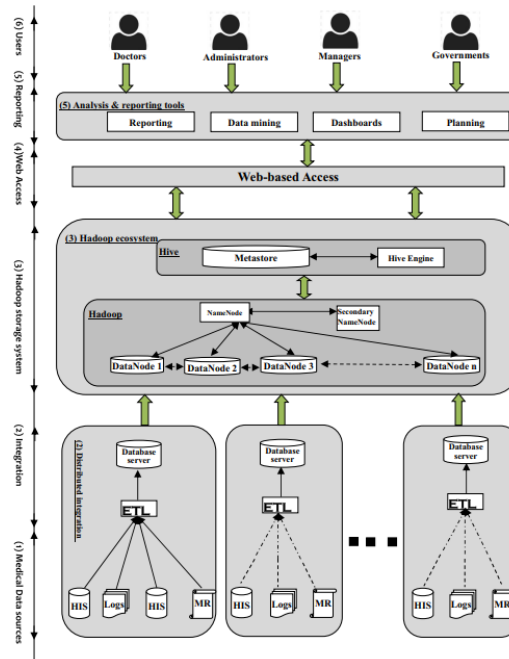 (6) Users
Doctors
Administrators
Managers
Governments
(5) Reporting
(5) Analysis & reporting tools
Reporting
Data mining
Dashboards
Planning
(4)Web Access
Web-based Access
(3) Hadoop storage system
(3) Hadoop ecosystem
Hive
Metastore
Hive Engine
Hadoop
NameNode
Secondary
NameNode
DataNode 1
DataNode 2
DataNode 3
DataNode n
(2) Integration
(2) Distributed integration
Database
server
Database
server
Database
server
ETL
ETL
ETL
(1) Medical Data sources
HIS
Logs
HIS
MR
HIS
Logs
MR
HIS
Logs
MR